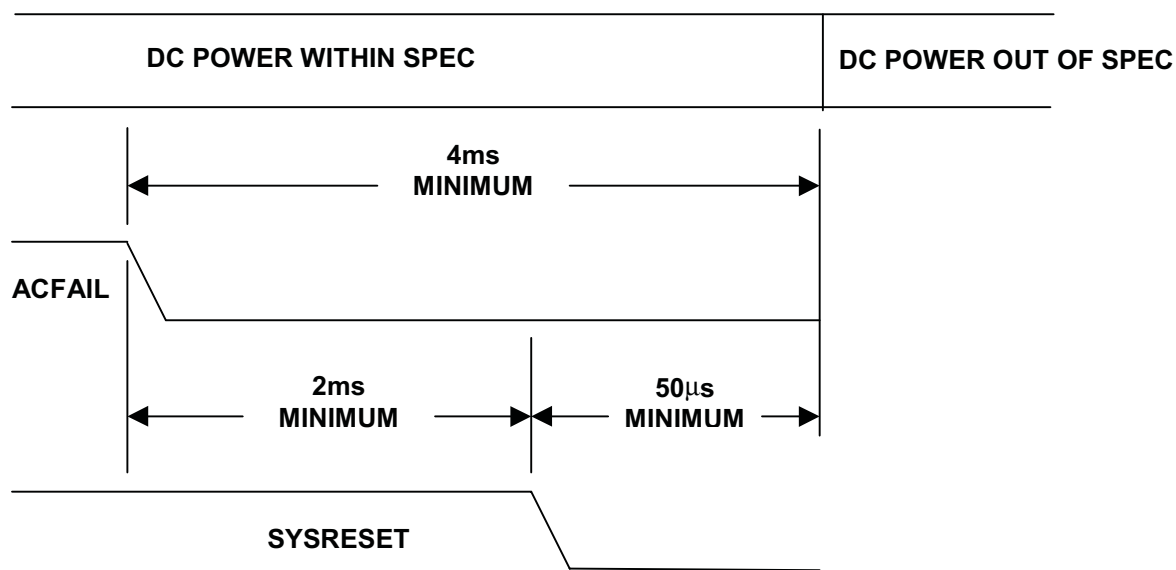 DC POWER WITHIN SPEC
DC POWER OUT OF SPEC
4ms
MINIMUM
ACFAIL
2ms
MINIMUM
50μs
MINIMUM
SYSRESET